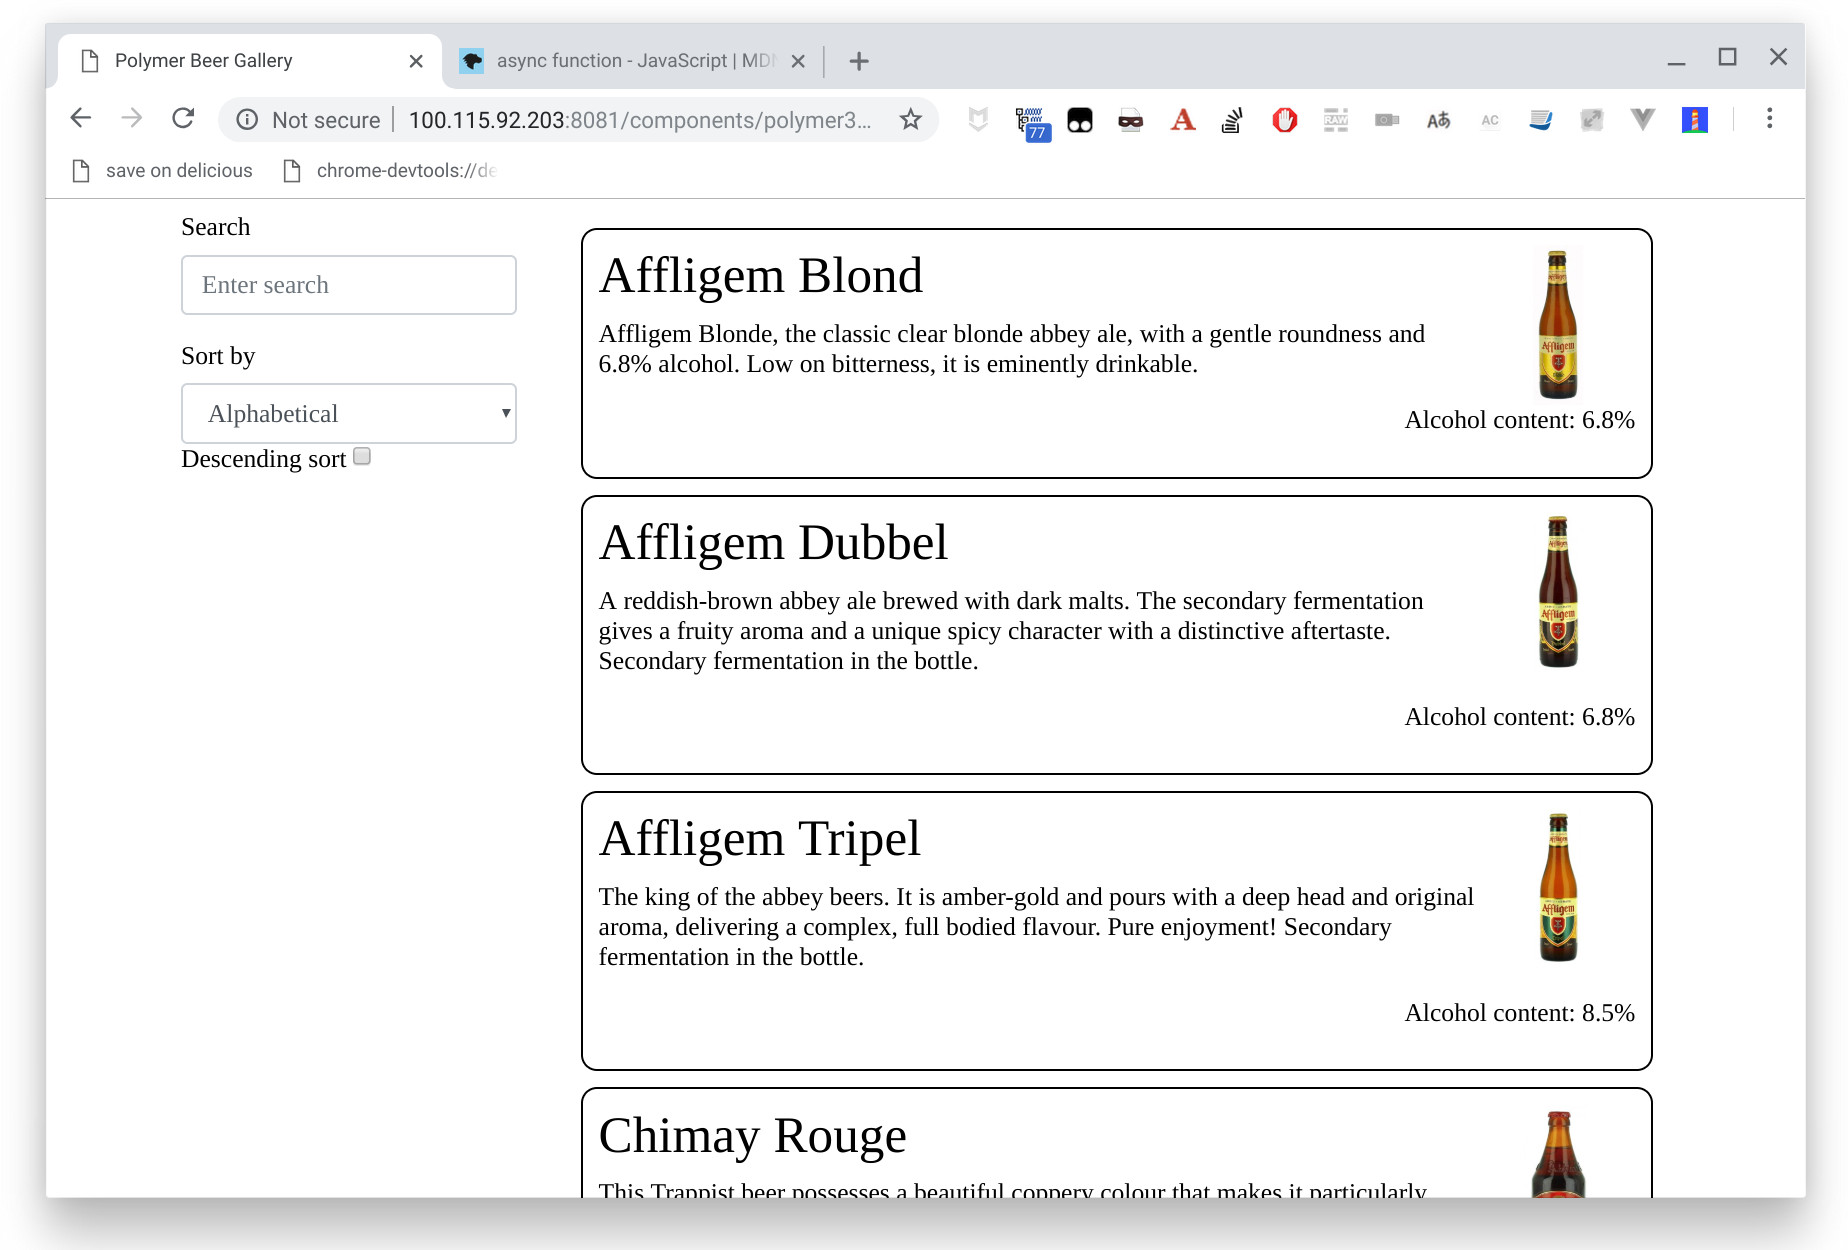 Polymer Beer Gallery
async function - JavaScript | MDN
Not secure
100.115.92.203:8081/components/polymer3...
77
A
RAW
Aあ
AC
save on delicious
chrome-devtools://de
Search
Enter search
Sort by
Alphabetical
Descending sort
Affligem Blond
Affligem Blonde, the classic clear blonde abbey ale, with a gentle roundness and
6.8% alcohol. Low on bitterness, it is eminently drinkable.
Affligem
Alcohol content: 6.8%
Affligem Dubbel
A reddish-brown abbey ale brewed with dark malts. The secondary fermentation
gives a fruity aroma and a unique spicy character with a distinctive aftertaste.
Secondary fermentation in the bottle.
Affligem
Alcohol content: 6.8%
Affligem Tripel
The king of the abbey beers. It is amber-gold and pours with a deep head and original
aroma, delivering a complex, full bodied flavour. Pure enjoyment! Secondary
fermentation in the bottle.
Affligem
Alcohol content: 8.5%
Chimay Rouge
This Trappist beer possesses a beautiful coppery colour that makes it particularly